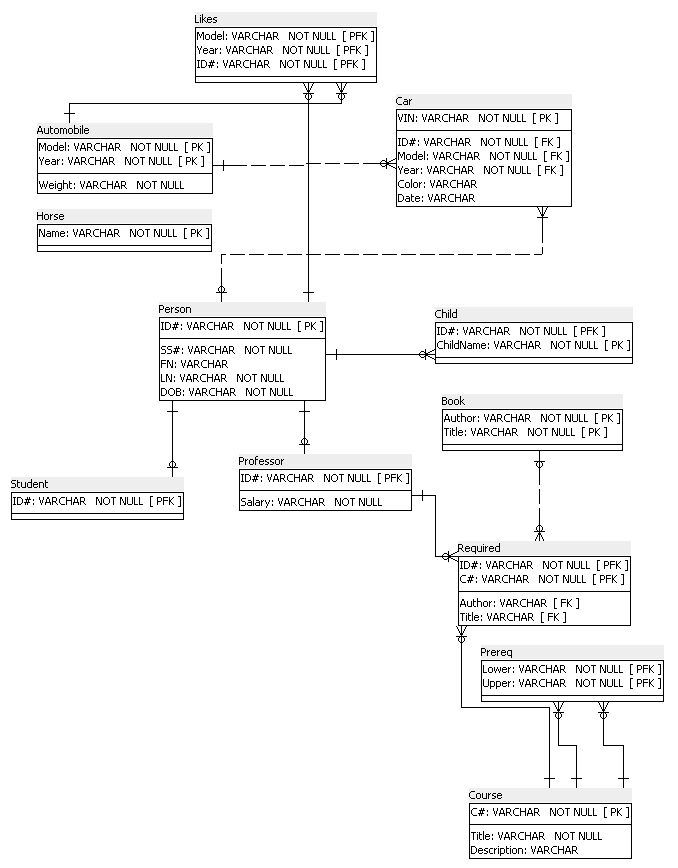 Likes
Model: VARCHAR NOT NULL [ PFK ]
Year: VARCHAR NOT NULL [ PFK ]
ID#: VARCHAR NOT NULL [ PFK ]
Automobile
Model: VARCHAR NOT NULL [ PK ]
Year: VARCHAR NOT NULL [ PK ]
Weight: VARCHAR NOT NULL
Car
VIN: VARCHAR NOT NULL [ PK ]
ID#: VARCHAR NOT NULL [ FK ]
Model: VARCHAR NOT NULL [ FK ]
Year: VARCHAR NOT NULL [ FK ]
Color: VARCHAR
Date: VARCHAR
Horse
Name: VARCHAR NOT NULL [ PK ]
Person
ID#: VARCHAR NOT NULL [ PK ]
SS#: VARCHAR NOT NULL
FN: VARCHAR
LN: VARCHAR NOT NULL
DOB: VARCHAR NOT NULL
Child
ID#: VARCHAR NOT NULL [ PFK ]
ChildName: VARCHAR NOT NULL [ PK ]
Book
Author: VARCHAR NOT NULL [ PK ]
Title: VARCHAR NOT NULL [ PK ]
Student
ID#: VARCHAR NOT NULL [ PFK ]
Professor
ID#: VARCHAR NOT NULL [ PFK ]
Salary: VARCHAR NOT NULL
Required
ID#: VARCHAR NOT NULL [ PFK ]
C#: VARCHAR NOT NULL [ PFK ]
Author: VARCHAR [ FK ]
Title: VARCHAR [ FK ]
Prereq
Lower: VARCHAR NOT NULL [ PFK ]
Upper: VARCHAR NOT NULL [ PFK ]
Course
C#: VARCHAR NOT NULL [ PK ]
Title: VARCHAR NOT NULL
Description: VARCHAR